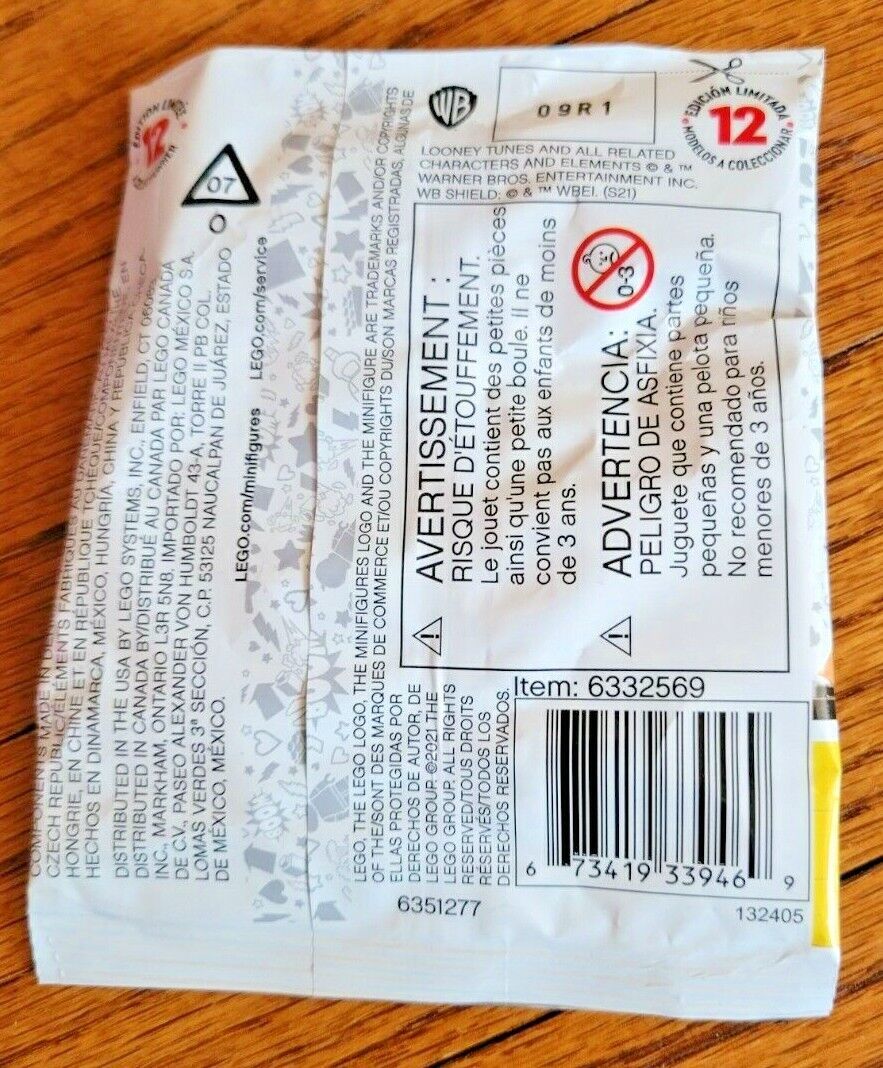 EDICIÓN LIMITADA
12
MODELOS A COLECCIONAR
12
07
O
WB
09R1
LOONEY TUNES AND ALL RELATED
CHARACTERS AND ELEMENTS © & ™
WARNER BROS. ENTERTAINMENT INC.
WB SHIELD: © & ™ WBEI. (S21)
COMPONENTS MADE IN
CZECH REPUBLIC/ÉLÉMENTS FABRIQUÉS AU
HONGRIE, EN CHINE ET EN RÉPUBLIQUE TCHÈQUE/COMPONENTES
HECHOS EN DINAMARCA, MÉXICO, HUNGRÍA, CHINA Y REPÚBLICA CHECA.
DISTRIBUTED IN THE USA BY LEGO SYSTEMS, INC., ENFIELD, CT
DISTRIBUTED IN CANADA BY/DISTRIBUÉ AU CANADA PAR LEGO CANADA
INC., MARKHAM, ONTARIO L3R 5N8. IMPORTADO POR: LEGO MÉXICO S.A.
DE C.V., PASEO ALEXANDER VON HUMBOLDT 43-A, TORRE II PB COL.
LOMAS VERDES 3ª SECCIÓN, C.P. 53125 NAUCALPAN DE JUÁREZ, ESTADO
DE MÉXICO, MÉXICO.
LEGO.com/minifigures LEGO.com/service
LEGO, THE LEGO LOGO, THE MINIFIGURES LOGO AND THE MINIFIGURE ARE TRADEMARKS AND/OR COPYRIGHTS
OF THE/SONT DES MARQUES DE COMMERCE ET/OU COPYRIGHTS DU/SON MARCAS REGISTRADAS, ALGUNAS DE
ELLAS PROTEGIDAS POR
DERECHOS DE AUTOR, DE
LEGO GROUP. ©2021 THE
LEGO GROUP. ALL RIGHTS
RESERVED/TOUS DROITS
RÉSERVÉS/TODOS LOS
DERECHOS RESERVADOS.
AVERTISSEMENT :
RISQUE D'ÉTOUFFEMENT.
Le jouet contient des petites pièces
ainsi qu'une petite boule. Il ne
convient pas aux enfants de moins
de 3 ans.
0-3
ADVERTENCIA:
PELIGRO DE ASFIXIA.
Juguete que contiene partes
pequeñas y una pelota pequeña.
No recomendado para niños
menores de 3 años.
Item: 6332569
6 73419 33946 9
6351277
132405